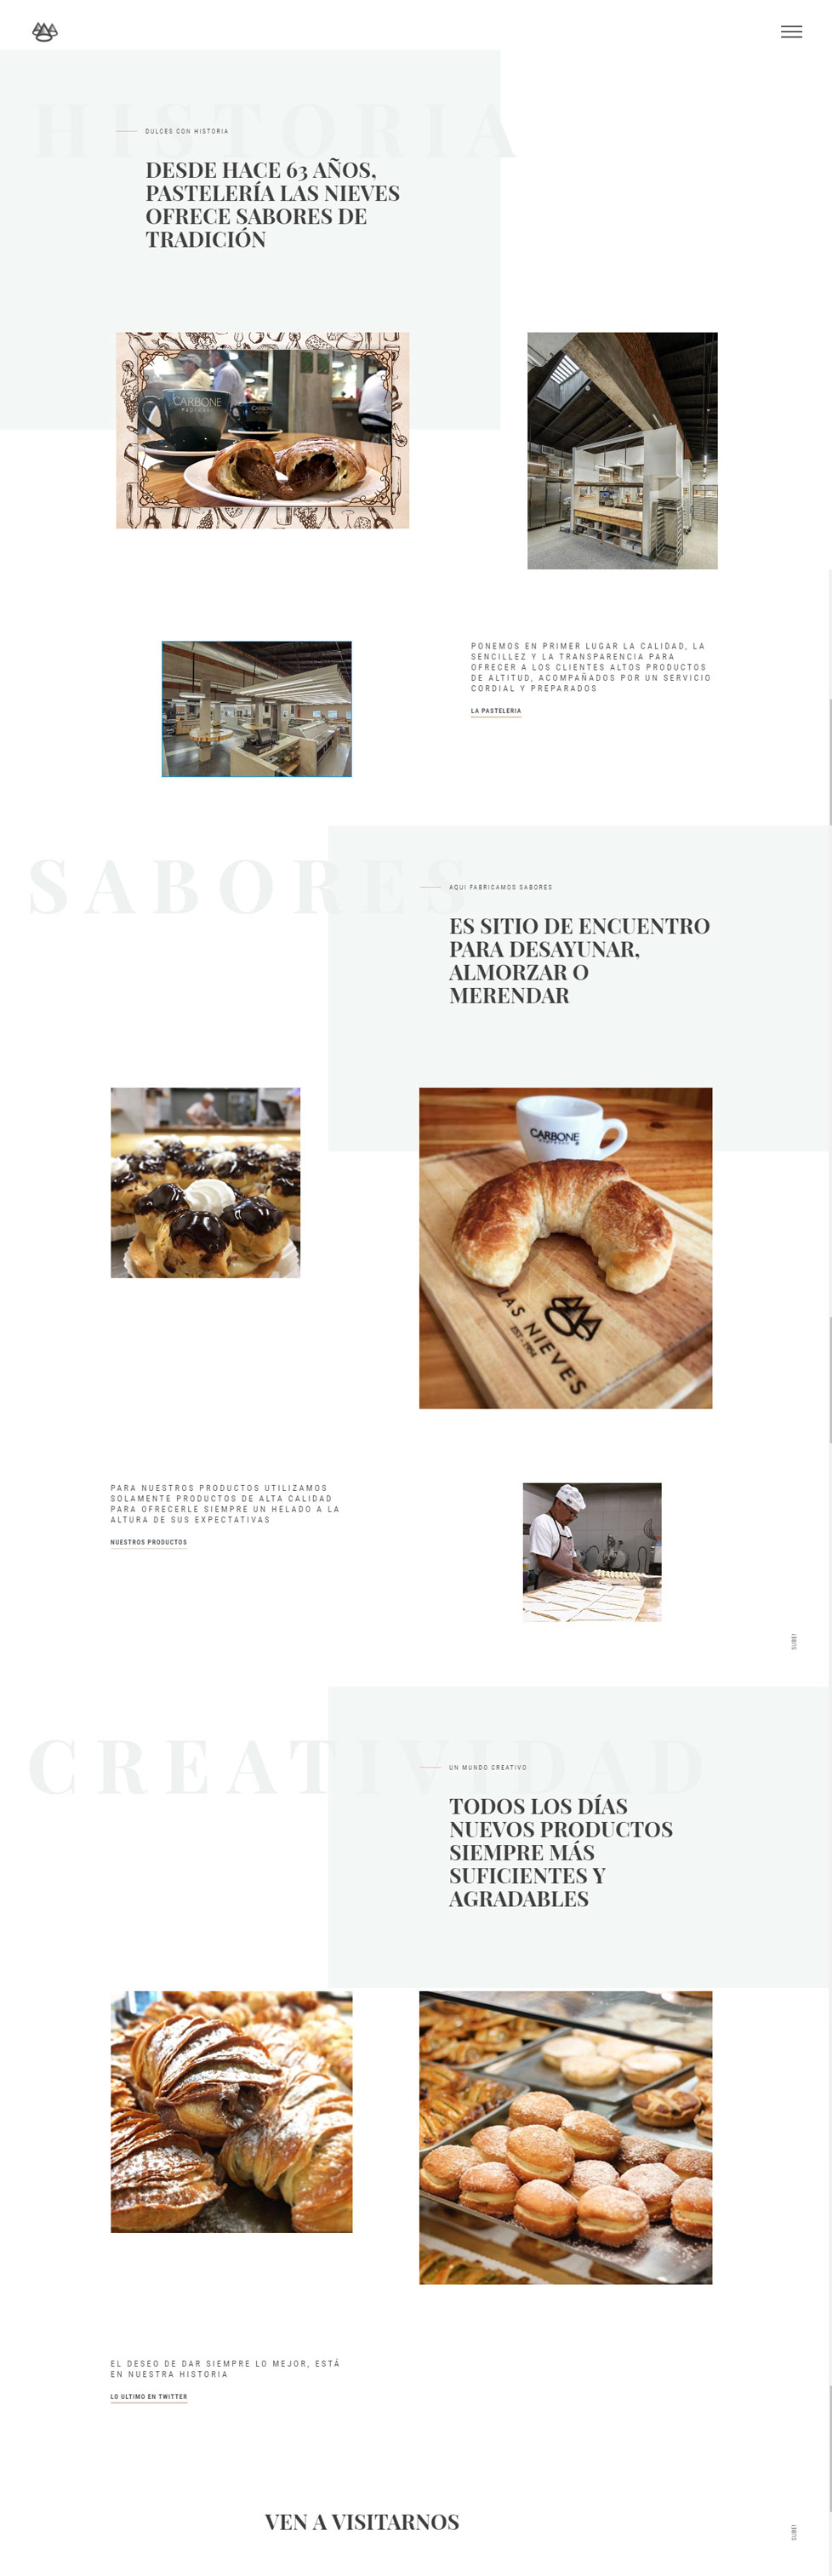 HISTORIA
DULCES CON HISTORIA
DESDE HACE 63 AÑOS,
PASTELERÍA LAS NIEVES
OFRECE SABORES DE
TRADICIÓN
CARBONE
ESPRESSO
PONEMOS EN PRIMER LUGAR LA CALIDAD, LA
SENCILLEZ Y LA TRANSPARENCIA PARA
OFRECER A LOS CLIENTES ALTOS PRODUCTOS
DE ALTITUD, ACOMPAÑADOS POR UN SERVICIO
CORDIAL Y PREPARADOS
LA PASTELERIA
SABORES
AQUI FABRICAMOS SABORES
ES SITIO DE ENCUENTRO
PARA DESAYUNAR,
ALMORZAR O
MERENDAR
CARBONE
LAS NIEVES
EST - 1954
PARA NUESTROS PRODUCTOS UTILIZAMOS
SOLAMENTE PRODUCTOS DE ALTA CALIDAD
PARA OFRECERLE SIEMPRE UN HELADO A LA
ALTURA DE SUS EXPECTATIVAS
NUESTROS PRODUCTOS
SUBE!
CREATIVIDAD
UN MUNDO CREATIVO
TODOS LOS DÍAS
NUEVOS PRODUCTOS
SIEMPRE MÁS
SUFICIENTES Y
AGRADABLES
EL DESEO DE DAR SIEMPRE LO MEJOR, ESTÁ
EN NUESTRA HISTORIA
LO ULTIMO EN TWITTER
VEN A VISITARNOS
SUBE!